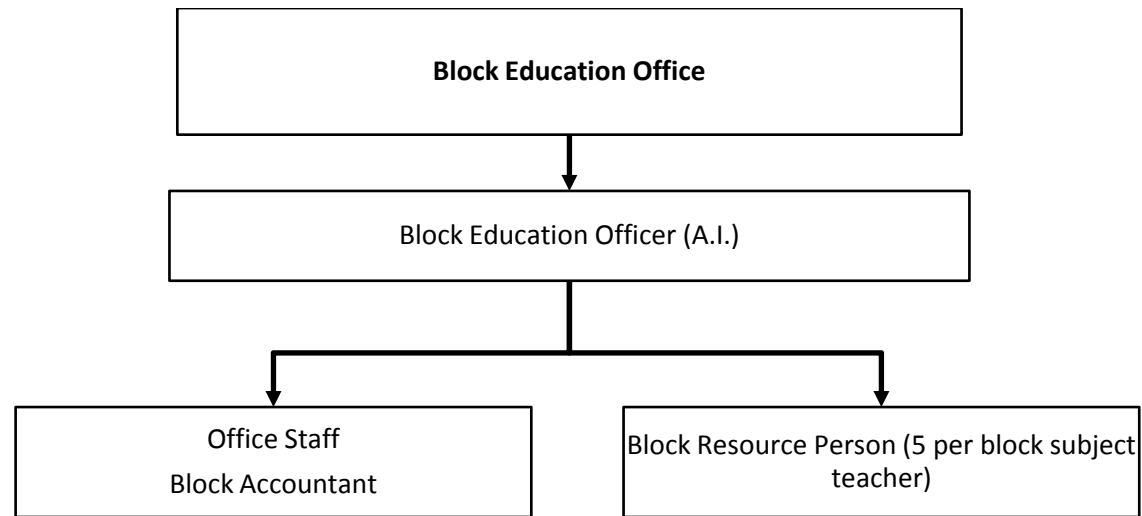 Block Education Office
Block Education Officer (A.I.)
Office Staff
Block Accountant
Block Resource Person (5 per block subject
teacher)